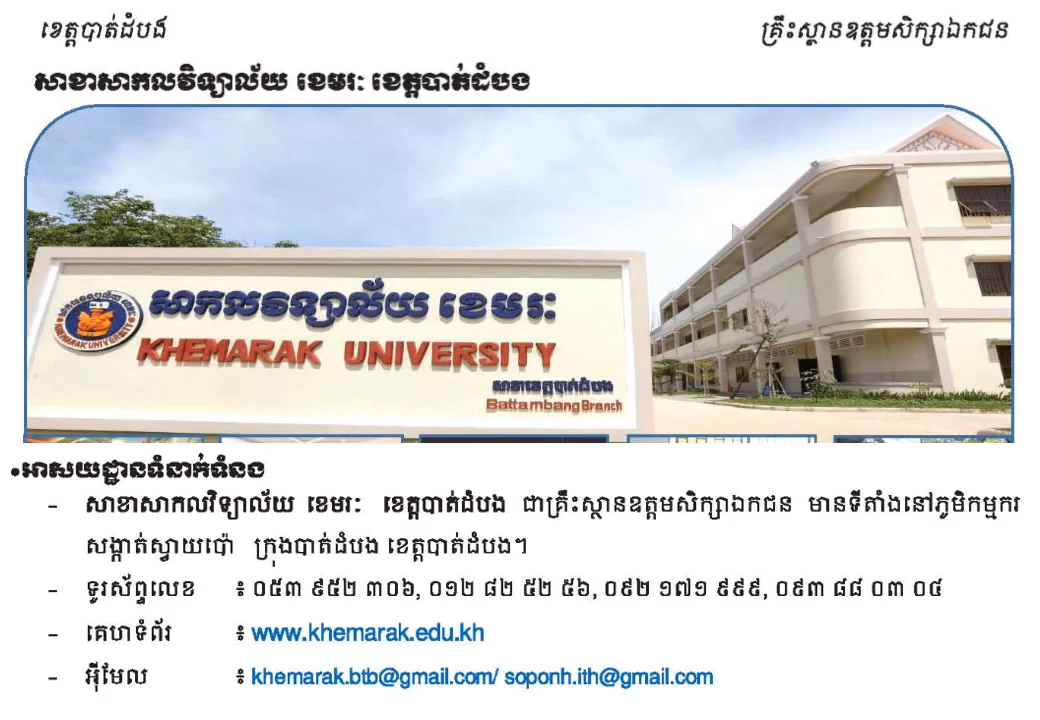 ខេត្តបាត់ដំបង
គ្រឹះស្ថានឧត្តមសិក្សាឯកជន
សាខាសាកលវិទ្យាល័យ ខេមរៈ ខេត្តបាត់ដំបង
សាកលវិទ្យាល័យ ខេមរៈ
KHEMARAK UNIVERSITY
សាខាខេត្តបាត់ដំបង
Battambang Branch
•អាសយដ្ឋានទំនាក់ទំនង
- សាខាសាកលវិទ្យាល័យ ខេមរៈ ខេត្តបាត់ដំបង ជាគ្រឹះស្ថានឧត្តមសិក្សាឯកជន មានទីតាំងនៅភូមិកម្មករ
សង្កាត់ស្វាយប៉ោ ក្រុងបាត់ដំបង ខេត្តបាត់ដំបង។
- ទូរស័ព្ទលេខ ៖ ០៥៣ ៩៥២ ៣០៦, ០១២ ៨២ ៥២ ៥៦, ០៩២ ១៧១ ៩៩៩, ០៩៣ ៨៨ ០៣ ០៤
- គេហទំព័រ ៖ www.khemarak.edu.kh
- អ៊ីមែល ៖ khemarak.btb@gmail.com/ soponh.ith@gmail.com